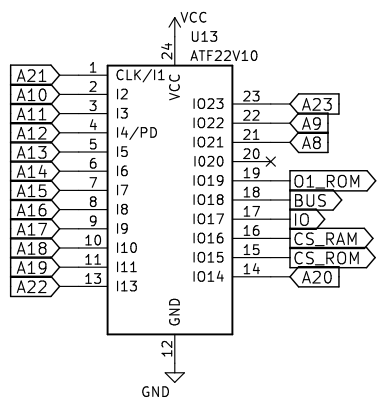 VCC
U13
ATF22V10
24
VCC
A21 1 CLK/I1
A10 2 I2
A11 3 I3
A12 4 I4/PD
A13 5 I5
A14 6 I6
A15 7 I7
A16 8 I8
A17 9 I9
A18 10 I10
A19 11 I11
A22 13 I13
IO23 23 A23
IO22 22 A9
IO21 21 A8
IO20 20
IO19 19 O1_ROM
IO18 18 BUS
IO17 17 IO
IO16 16 CS_RAM
IO15 15 CS_ROM
IO14 14 A20
GND
12
GND